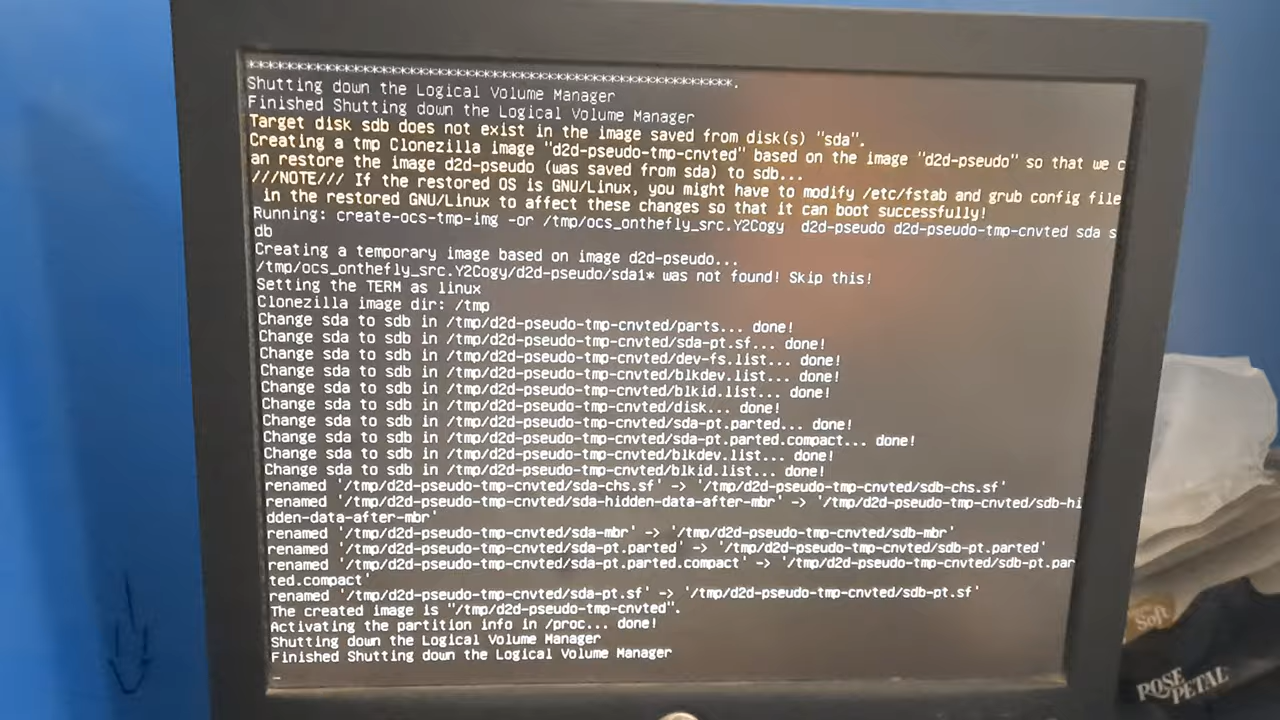 ************************************************************.
Shutting down the Logical Volume Manager
Finished Shutting down the Logical Volume Manager
Target disk sdb does not exist in the image saved from disk(s) "sda".
Creating a tmp Clonezilla image "d2d-pseudo-tmp-cnvted" based on the image "d2d-pseudo" so that we c
an restore the image d2d-pseudo (was saved from sda) to sdb...
///NOTE/// If the restored OS is GNU/Linux, you might have to modify /etc/fstab and grub config file
in the restored GNU/Linux to affect these changes so that it can boot successfully!
Running: create-ocs-tmp-img -or /tmp/ocs_onthefly_src.Y2Cogy  d2d-pseudo d2d-pseudo-tmp-cnvted sda s
db
Creating a temporary image based on image d2d-pseudo...
/tmp/ocs_onthefly_src.Y2Cogy/d2d-pseudo/sda1* was not found! Skip this!
Setting the TERM as linux
Clonezilla image dir: /tmp
Change sda to sdb in /tmp/d2d-pseudo-tmp-cnvted/parts... done!
Change sda to sdb in /tmp/d2d-pseudo-tmp-cnvted/sda-pt.sf... done!
Change sda to sdb in /tmp/d2d-pseudo-tmp-cnvted/dev-fs.list... done!
Change sda to sdb in /tmp/d2d-pseudo-tmp-cnvted/blkdev.list... done!
Change sda to sdb in /tmp/d2d-pseudo-tmp-cnvted/blkid.list... done!
Change sda to sdb in /tmp/d2d-pseudo-tmp-cnvted/disk... done!
Change sda to sdb in /tmp/d2d-pseudo-tmp-cnvted/sda-pt.parted... done!
Change sda to sdb in /tmp/d2d-pseudo-tmp-cnvted/sda-pt.parted.compact... done!
Change sda to sdb in /tmp/d2d-pseudo-tmp-cnvted/blkdev.list... done!
Change sda to sdb in /tmp/d2d-pseudo-tmp-cnvted/blkid.list... done!
renamed '/tmp/d2d-pseudo-tmp-cnvted/sda-chs.sf' -> '/tmp/d2d-pseudo-tmp-cnvted/sdb-chs.sf'
renamed '/tmp/d2d-pseudo-tmp-cnvted/sda-hidden-data-after-mbr' -> '/tmp/d2d-pseudo-tmp-cnvted/sdb-hi
dden-data-after-mbr'
renamed '/tmp/d2d-pseudo-tmp-cnvted/sda-mbr' -> '/tmp/d2d-pseudo-tmp-cnvted/sdb-mbr'
renamed '/tmp/d2d-pseudo-tmp-cnvted/sda-pt.parted' -> '/tmp/d2d-pseudo-tmp-cnvted/sdb-pt.parted'
renamed '/tmp/d2d-pseudo-tmp-cnvted/sda-pt.parted.compact' -> '/tmp/d2d-pseudo-tmp-cnvted/sdb-pt.par
ted.compact'
renamed '/tmp/d2d-pseudo-tmp-cnvted/sda-pt.sf' -> '/tmp/d2d-pseudo-tmp-cnvted/sdb-pt.sf'
The created image is "/tmp/d2d-pseudo-tmp-cnvted".
Activating the partition info in /proc... done!
Shutting down the Logical Volume Manager
Finished Shutting down the Logical Volume Manager
_
Soft
ROSE
PETAL